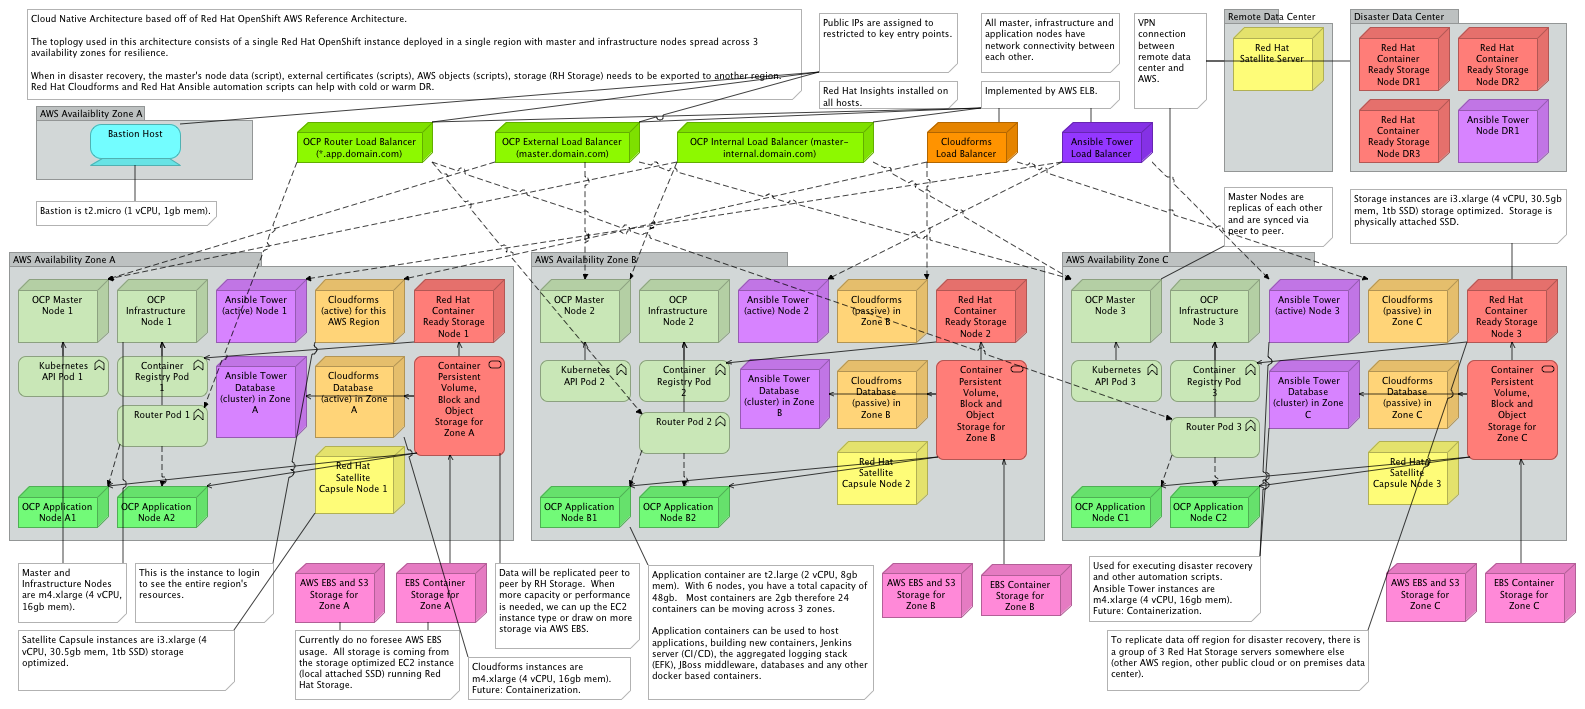 Cloud Native Architecture based off of Red Hat OpenShift AWS Reference Architecture.
The toplogy used in this architecture consists of a single Red Hat OpenShift instance deployed in a single region with master and infrastructure nodes spread across 3
availability zones for resilience.
When in disaster recovery, the master's node data (script), external certificates (scripts), AWS objects (scripts), storage (RH Storage) needs to be exported to another region.
Red Hat Cloudforms and Red Hat Ansible automation scripts can help with cold or warm DR.
Public IPs are assigned to
restricted to key entry points.
Red Hat Insights installed on
all hosts.
All master, infrastructure and
application nodes have
network connectivity between
each other.
Implemented by AWS ELB.
VPN
connection
between
remote data
center and
AWS.
Remote Data Center
Red Hat
Satellite Server
Disaster Data Center
Red Hat
Container
Ready Storage
Node DR1
Red Hat
Container
Ready Storage
Node DR2
Red Hat
Container
Ready Storage
Node DR3
Ansible Tower
Node DR1
AWS Availaiblity Zone A
Bastion Host
Bastion is t2.micro (1 vCPU, 1gb mem).
OCP Router Load Balancer
(*.app.domain.com)
OCP External Load Balancer
(master.domain.com)
OCP Internal Load Balancer (master-
internal.domain.com)
Cloudforms
Load Balancer
Ansible Tower
Load Balancer
Master Nodes are
replicas of each other
and are synced via
peer to peer.
Storage instances are i3.xlarge (4 vCPU, 30.5gb
mem, 1tb SSD) storage optimized.  Storage is
physically attached SSD.
AWS Availability Zone A
OCP Master
Node 1
OCP
Infrastructure
Node 1
Ansible Tower
(active) Node 1
Cloudforms
(active) for this
AWS Region
Red Hat
Container
Ready Storage
Node 1
Kubernetes
API Pod 1
Container
Registry Pod
1
Router Pod 1
Ansible Tower
Database
(cluster) in Zone
A
Cloudforms
Database
(active) in Zone
A
Container
Persistent
Volume,
Block and
Object
Storage for
Zone A
Red Hat
Satellite
Capsule Node 1
OCP Application
Node A1
OCP Application
Node A2
AWS Availability Zone B
OCP Master
Node 2
OCP
Infrastructure
Node 2
Ansible Tower
(active) Node 2
Cloudforms
(passive) in
Zone B
Red Hat
Container
Ready Storage
Node 2
Kubernetes
API Pod 2
Container
Registry Pod
2
Router Pod 2
Ansible Tower
Database
(cluster) in Zone
B
Cloudfroms
Database
(passive) in
Zone B
Container
Persistent
Volume,
Block and
Object
Storage for
Zone B
Red Hat
Satellite
Capsule Node 2
OCP Application
Node B1
OCP Application
Node B2
AWS Availability Zone C
OCP Master
Node 3
OCP
Infrastructure
Node 3
Ansible Tower
(active) Node 3
Cloudforms
(passive) in
Zone C
Red Hat
Container
Ready Storage
Node 3
Kubernetes
API Pod 3
Container
Registry Pod
3
Router Pod 3
Ansible Tower
Database
(cluster) in Zone
C
Cloudforms
Database
(passive) in
Zone C
Container
Persistent
Volume,
Block and
Object
Storage for
Zone C
Red Hat
Satellite
Capsule Node 3
OCP Application
Node C1
OCP Application
Node C2
Master and
Infrastructure Nodes
are m4.xlarge (4 vCPU,
16gb mem).
This is the instance to login
to see the entire region's
resources.
AWS EBS and S3
Storage for
Zone A
EBS Container
Storage for
Zone A
Data will be replicated peer to
peer by RH Storage.  When
more capacity or performance
is needed, we can up the EC2
instance type or draw on more
storage via AWS EBS.
Satellite Capsule instances are i3.xlarge (4
vCPU, 30.5gb mem, 1tb SSD) storage
optimized.
Currently do no foresee AWS EBS
usage.  All storage is coming from
the storage optimized EC2 instance
(local attached SSD) running Red
Hat Storage.
Cloudforms instances are
m4.xlarge (4 vCPU, 16gb mem).
Future: Containerization.
Application container are t2.large (2 vCPU, 8gb
mem).  With 6 nodes, you have a total capacity of
48gb.   Most containers are 2gb therefore 24
containers can be moving across 3 zones.
Application containers can be used to host
applications, building new containers, Jenkins
server (CI/CD), the aggregated logging stack
(EFK), JBoss middleware, databases and any other
docker based containers.
AWS EBS and S3
Storage for
Zone B
EBS Container
Storage for
Zone B
Used for executing disaster recovery
and other automation scripts.
Ansible Tower instances are
m4.xlarge (4 vCPU, 16gb mem).
Future: Containerization.
To replicate data off region for disaster recovery, there is
a group of 3 Red Hat Storage servers somewhere else
(other AWS region, other public cloud or on premises data
center).
AWS EBS and S3
Storage for
Zone C
EBS Container
Storage for
Zone C